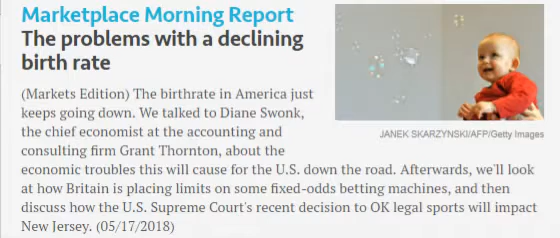 Marketplace Morning Report
The problems with a declining
birth rate
(Markets Edition) The birthrate in America just
keeps going down. We talked to Diane Swonk,
the chief economist at the accounting and
consulting firm Grant Thornton, about the
JANEK SKARZYNSKI/AFP/Getty Images
economic troubles this will cause for the U.S. down the road. Afterwards, we'll look
at how Britain is placing limits on some fixed-odds betting machines, and then
discuss how the U.S. Supreme Court's recent decision to OK legal sports will impact
New Jersey. (05/17/2018)